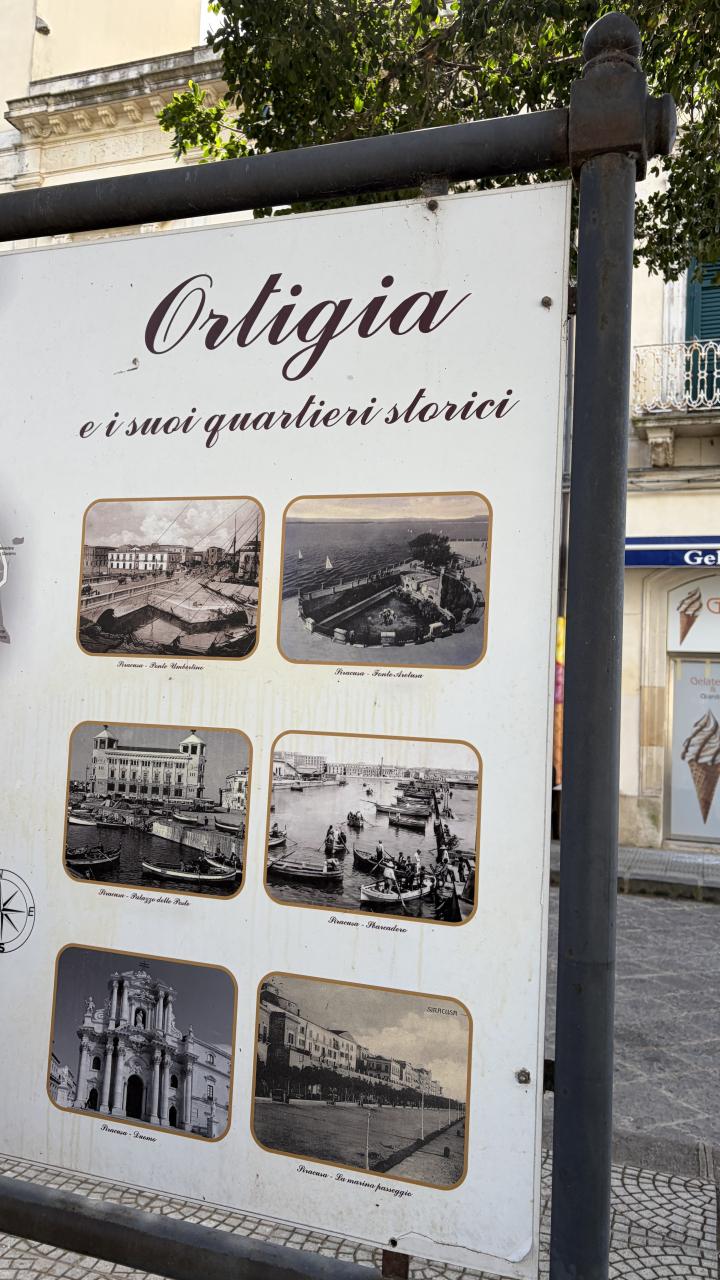 Ortigia
e i suoi quartieri storici
Siracusa - Ponte Umbertino
Siracusa - Fonte Aretusa
Siracusa - Palazzo delle Poste
Siracusa - Sbarcadero
Siracusa - Duomo
SIRACUSA
Siracusa - La marina passeggio
E
S
Gel
Gelate